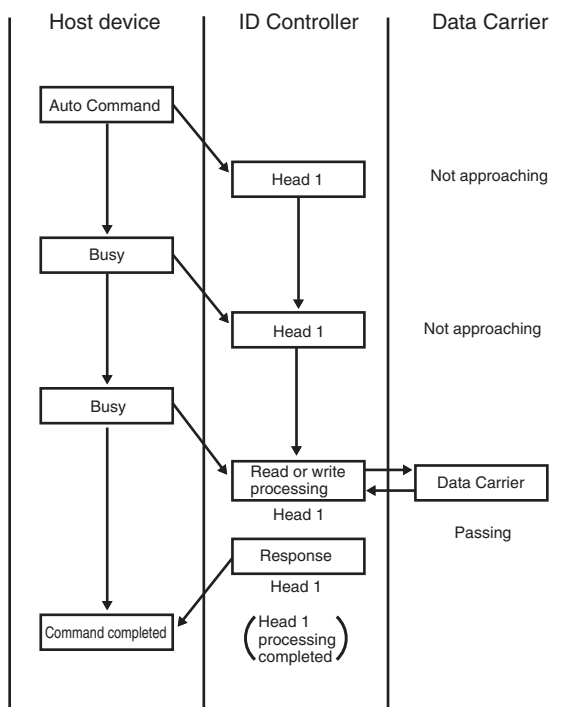 Host device
ID Controller
Data Carrier
Auto Command
Head 1
Not approaching
Busy
Head 1
Not approaching
Busy
Read or write
processing
Data Carrier
Head 1
Passing
Response
Head 1
Command completed
(Head 1
processing
completed)